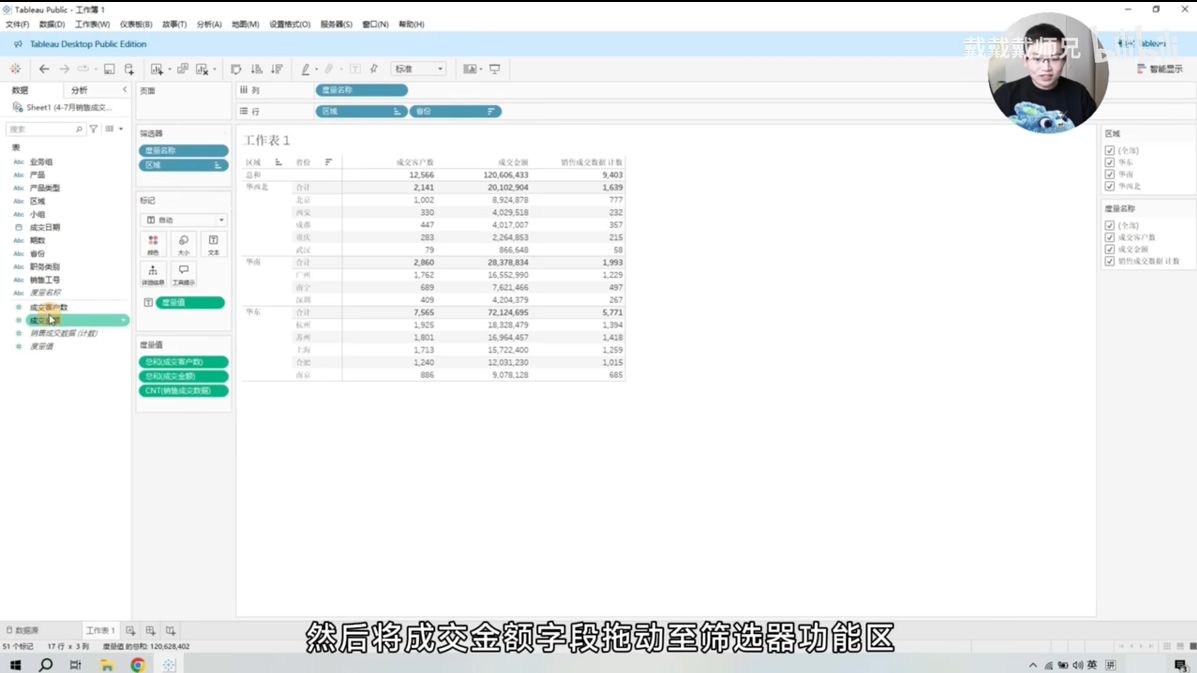 Tableau Public - 工作簿 1
文件(F) 数据(D) 工作表(W) 仪表板(B) 故事(T) 分析(A) 地图(M) 设置格式(O) 服务器(S) 窗口(N) 帮助(H)
Tableau Desktop Public Edition
戴戴戴师兄 bilibili
标准
智能显示
数据 分析
Sheet1 (4-7月销售成交...
搜索
表
Abc 业务组
Abc 产品
Abc 产品类型
Abc 区域
Abc 小组
成交日期
Abc 期数
Abc 省份
Abc 职务类别
Abc 销售工号
Abc 度量名称
成交客户数
销售成交数据 (计数)
度量值
页面
筛选器
度量名称
区域
标记
自动
颜色 大小 文本
详细信息 工具提示
度量值
度量值
总和(成交客户数)
总和(成交金额)
CNT(销售成交数据)
列 度量名称
行 区域 省份
工作表 1
区域 省份 成交客户数 成交金额 销售成交数据 计数
总和 12,566 120,606,433 9,403
华西北 合计 2,141 20,102,904 1,639
北京 1,002 8,924,878 777
西安 330 4,029,518 232
成都 447 4,017,007 357
重庆 283 2,264,853 215
武汉 79 866,648 58
华南 合计 2,860 28,378,834 1,993
广州 1,762 16,552,990 1,229
南宁 689 7,621,466 497
深圳 409 4,204,379 267
华东 合计 7,565 72,124,695 5,771
杭州 1,925 18,328,479 1,394
苏州 1,801 16,964,457 1,418
上海 1,713 15,722,400 1,259
合肥 1,240 12,031,230 1,015
南京 886 9,078,128 685
区域
(全部)
华东
华南
华西北
度量名称
(全部)
成交客户数
成交金额
销售成交数据 计数
数据源 工作表 1
51 个标记 17 行 x 3 列 度量值 的总和: 120,628,402
然后将成交金额字段拖动至筛选器功能区
英 拼